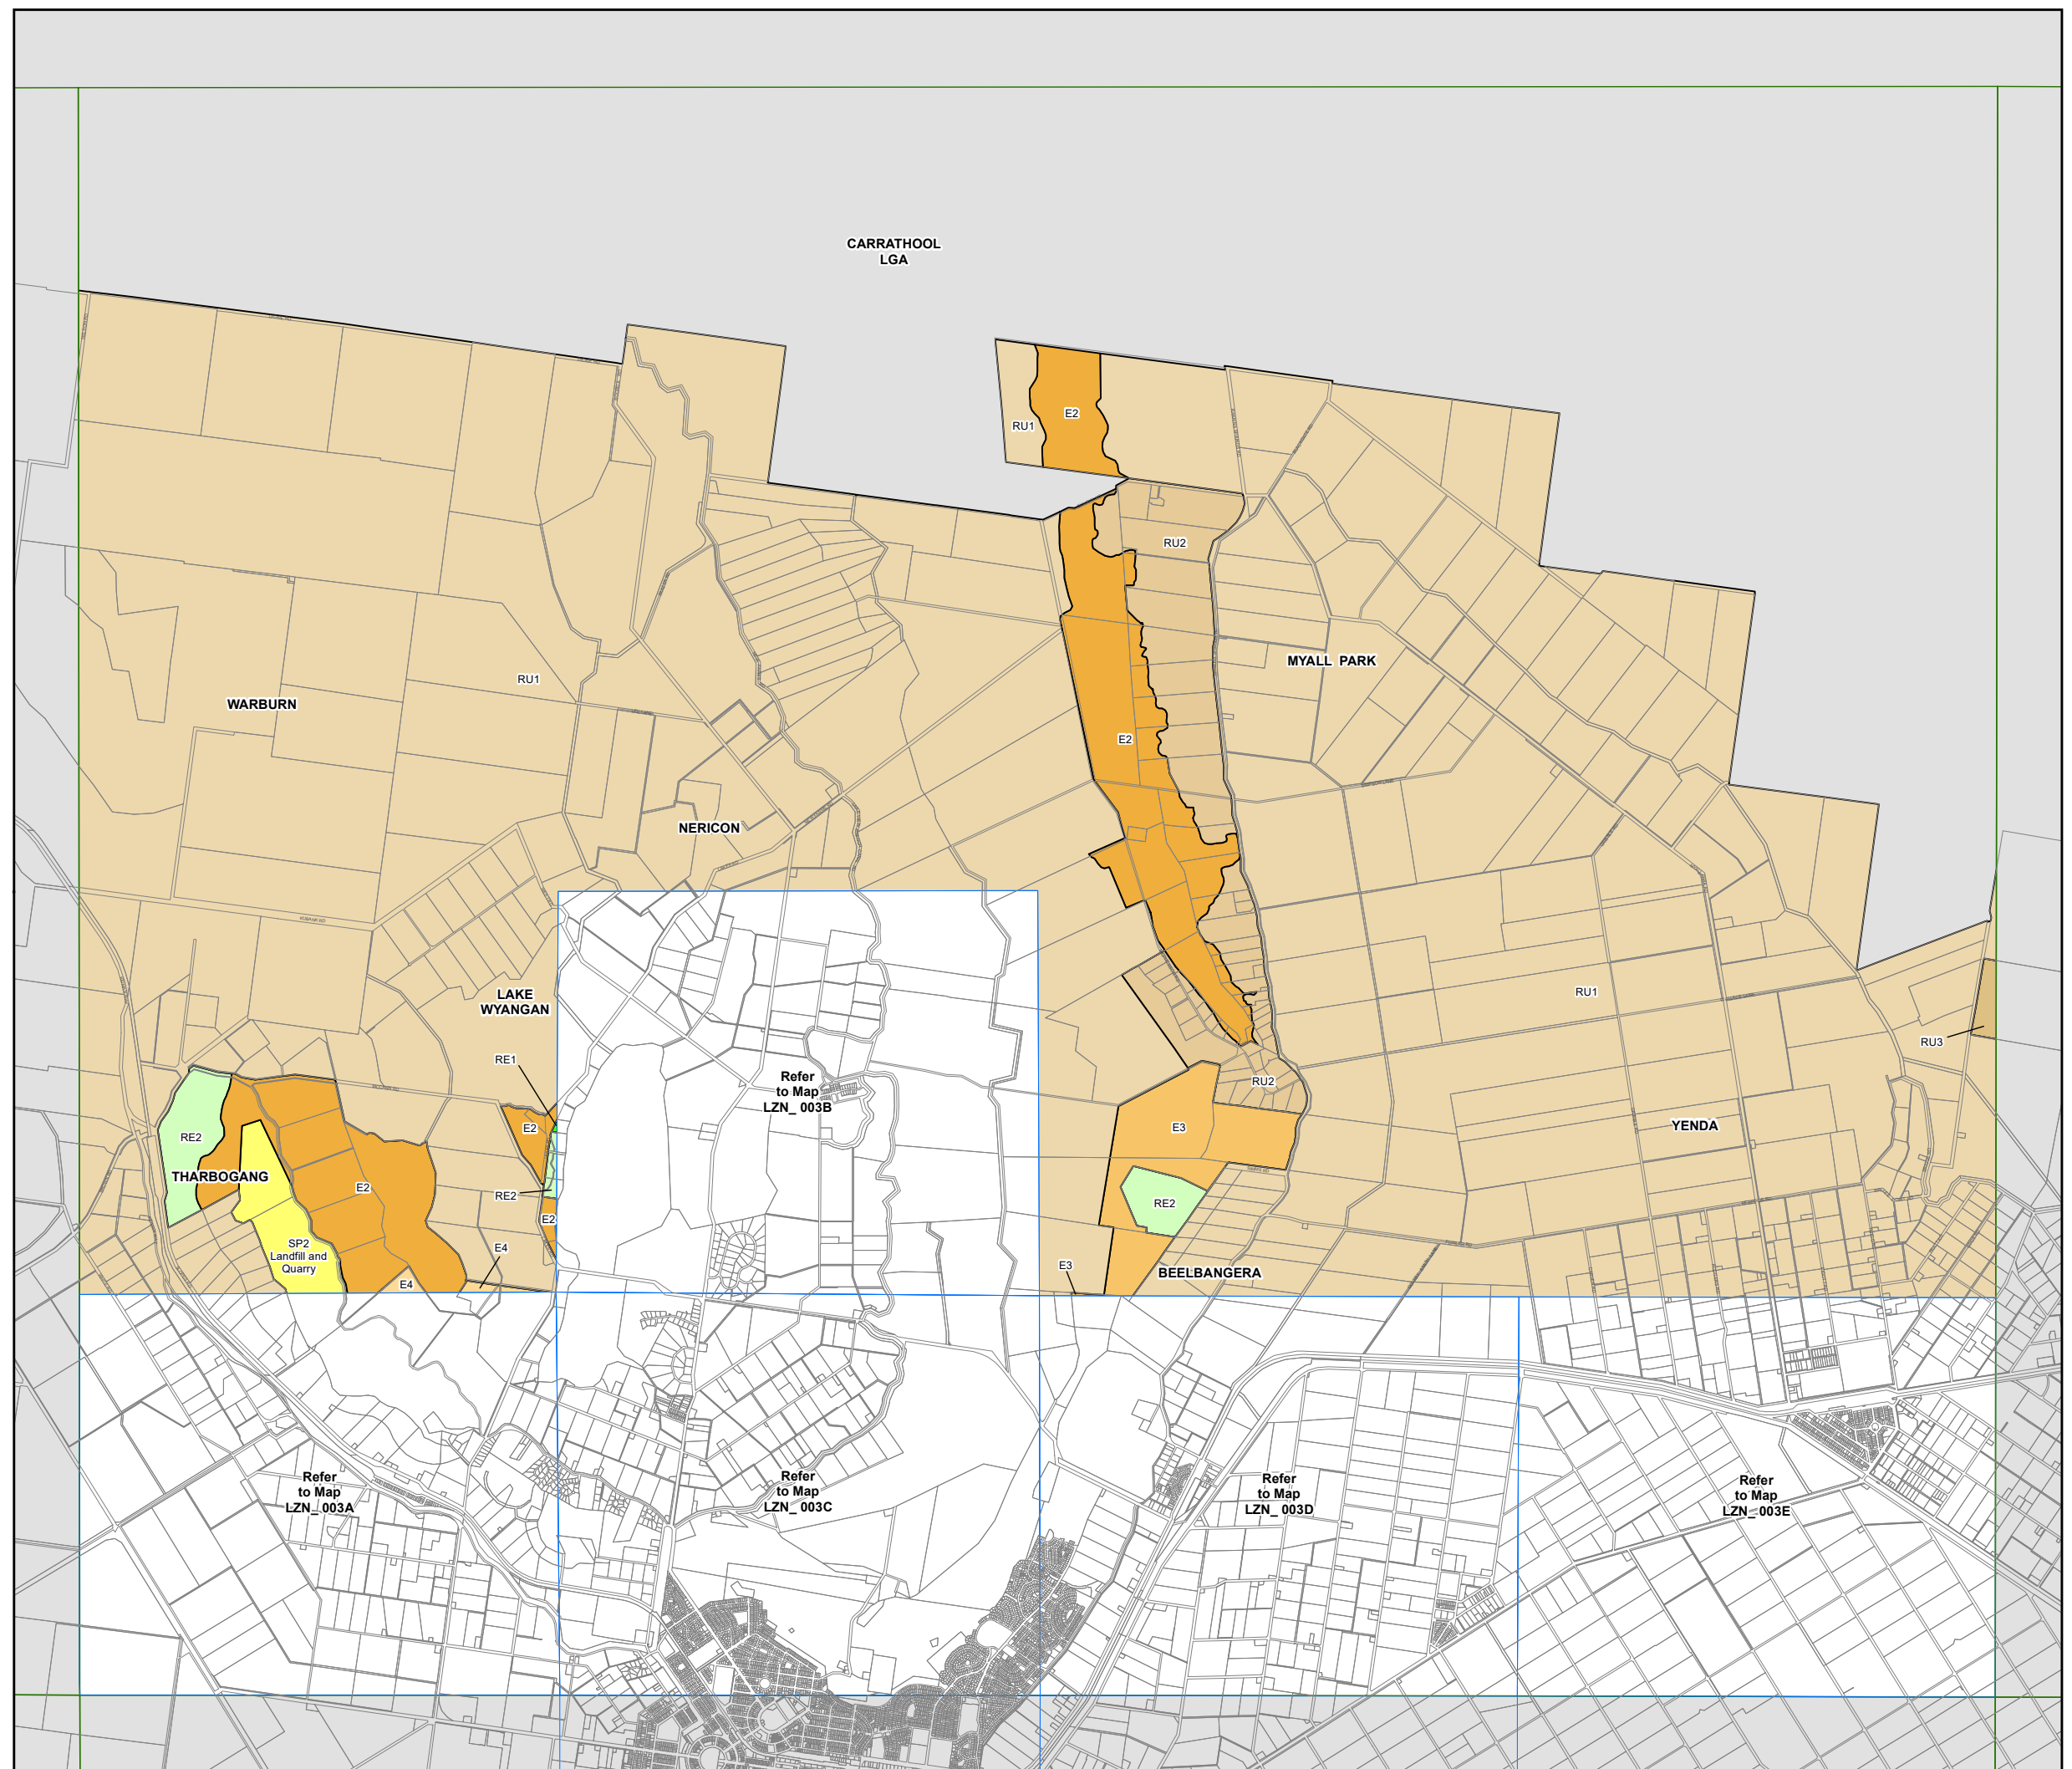 CARRATHOOL
LGA
E2
RU1
RU2
MYALL PARK
RU1
WARBURN
E2
NERICON
RU1
LAKE
WYANGAN
RU3
RE1
Refer
to Map
LZN_ 003B
RU2
E2
E3
YENDA
RE2
THARBOGANG
E2
RE2
RE2
E2
SP2
Landfill and
Quarry
E4
E3
BEELBANGERA
E4
Refer
to Map
LZN_ 003A
Refer
to Map
LZN_ 003C
Refer
to Map
LZN_ 003D
Refer
to Map
LZN_ 003E